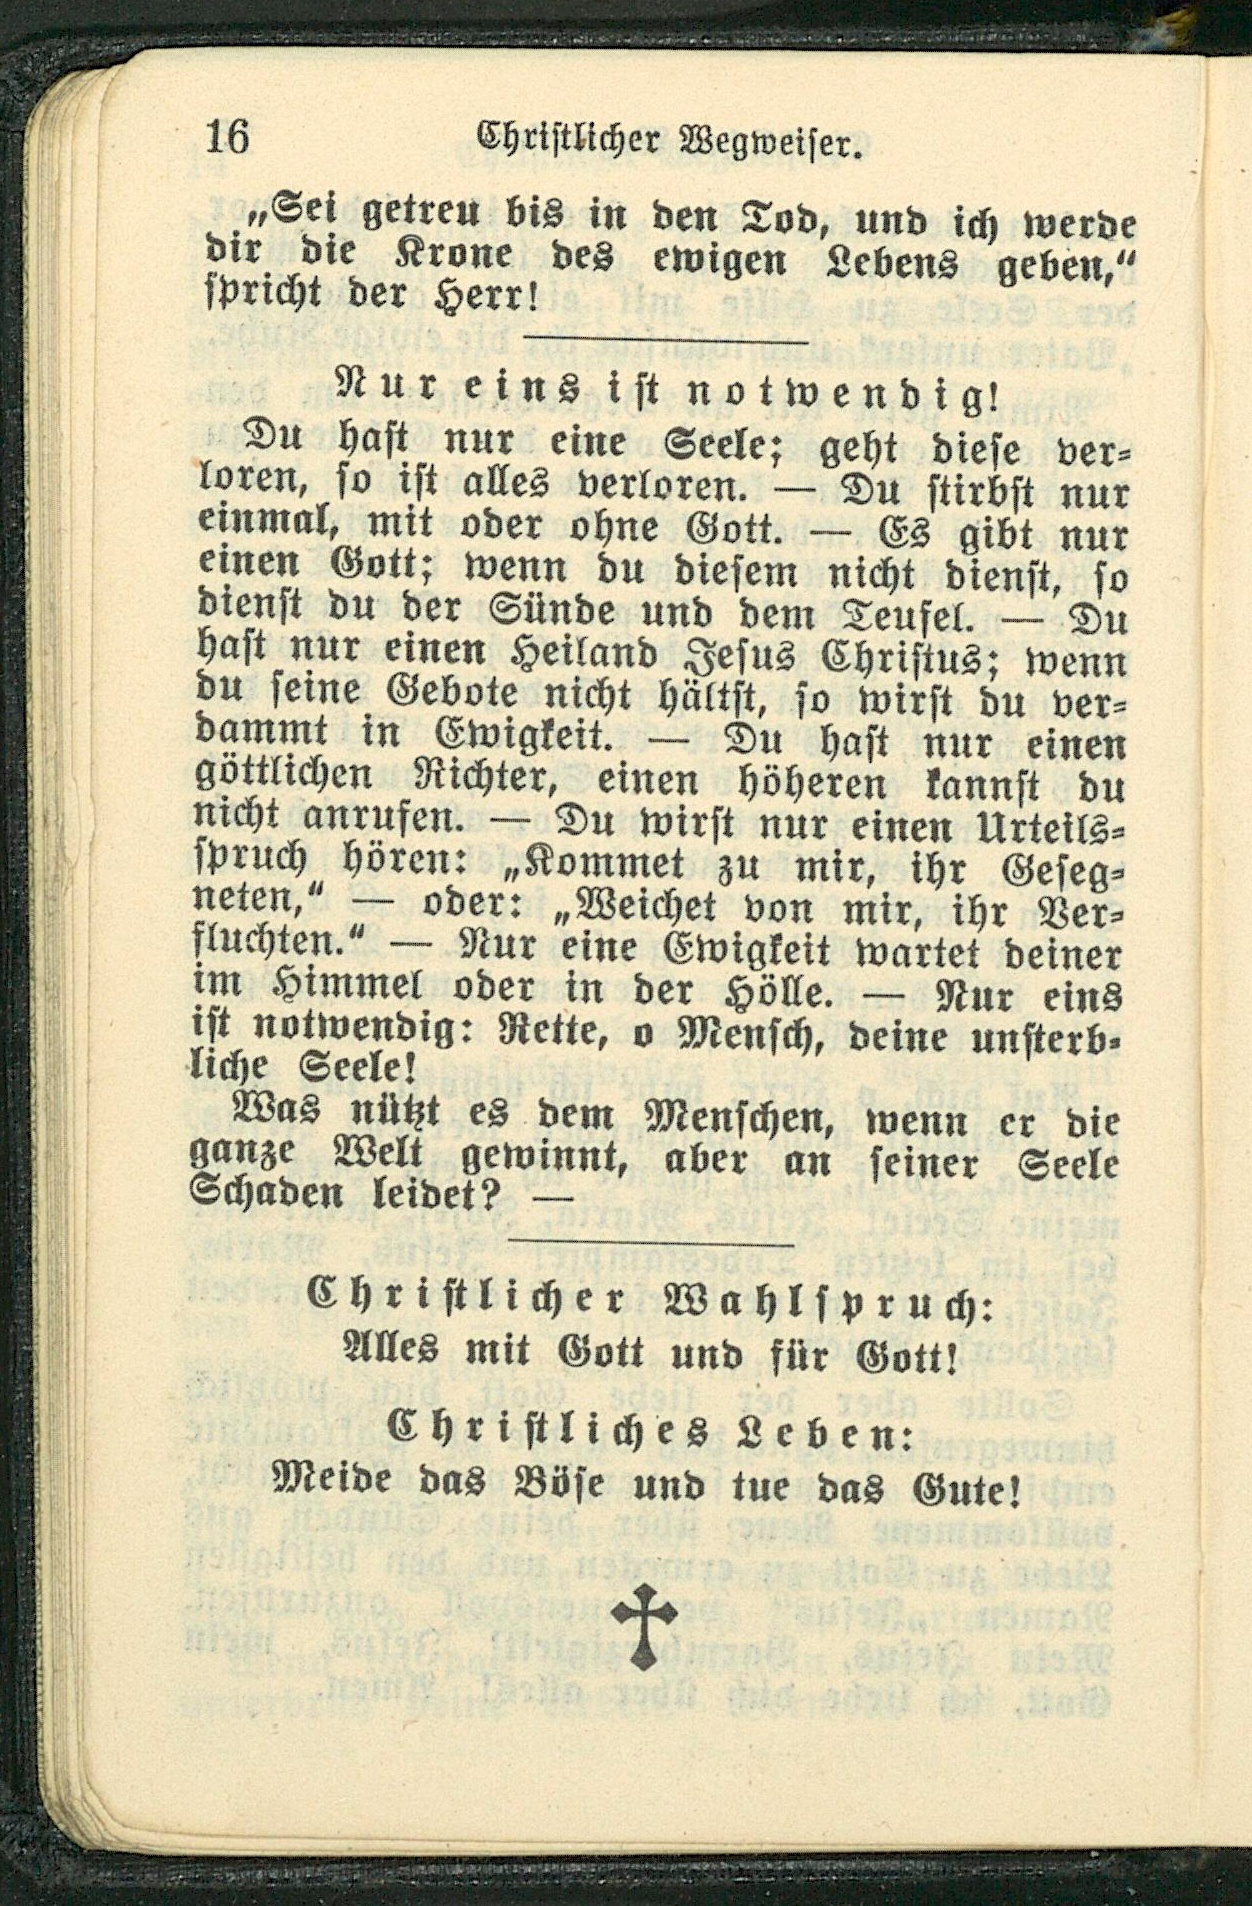 16 Christlicher Wegweiser.
„Sei getreu bis in den Tod, und ich werde
dir die Krone des ewigen Lebens geben,“
spricht der Herr!
Nur eins ist notwendig!
Du hast nur eine Seele; geht diese ver-
loren, so ist alles verloren. — Du stirbst nur
einmal, mit oder ohne Gott. — Es gibt nur
einen Gott; wenn du diesem nicht dienst, so
dienst du der Sünde und dem Teufel. — Du
hast nur einen Heiland Jesus Christus; wenn
du seine Gebote nicht hältst, so wirst du ver-
dammt in Ewigkeit. — Du hast nur einen
göttlichen Richter, einen höheren kannst du
nicht anrufen. — Du wirst nur einen Urteils-
spruch hören: „Kommet zu mir, ihr Geseg-
neten,“ — oder: „Weichet von mir, ihr Ver-
fluchten.“ — Nur eine Ewigkeit wartet deiner
im Himmel oder in der Hölle. — Nur eins
ist notwendig: Rette, o Mensch, deine unsterb-
liche Seele!
Was nützt es dem Menschen, wenn er die
ganze Welt gewinnt, aber an seiner Seele
Schaden leidet? —
Christlicher Wahlspruch:
Alles mit Gott und für Gott!
Christliches Leben:
Meide das Böse und tue das Gute!